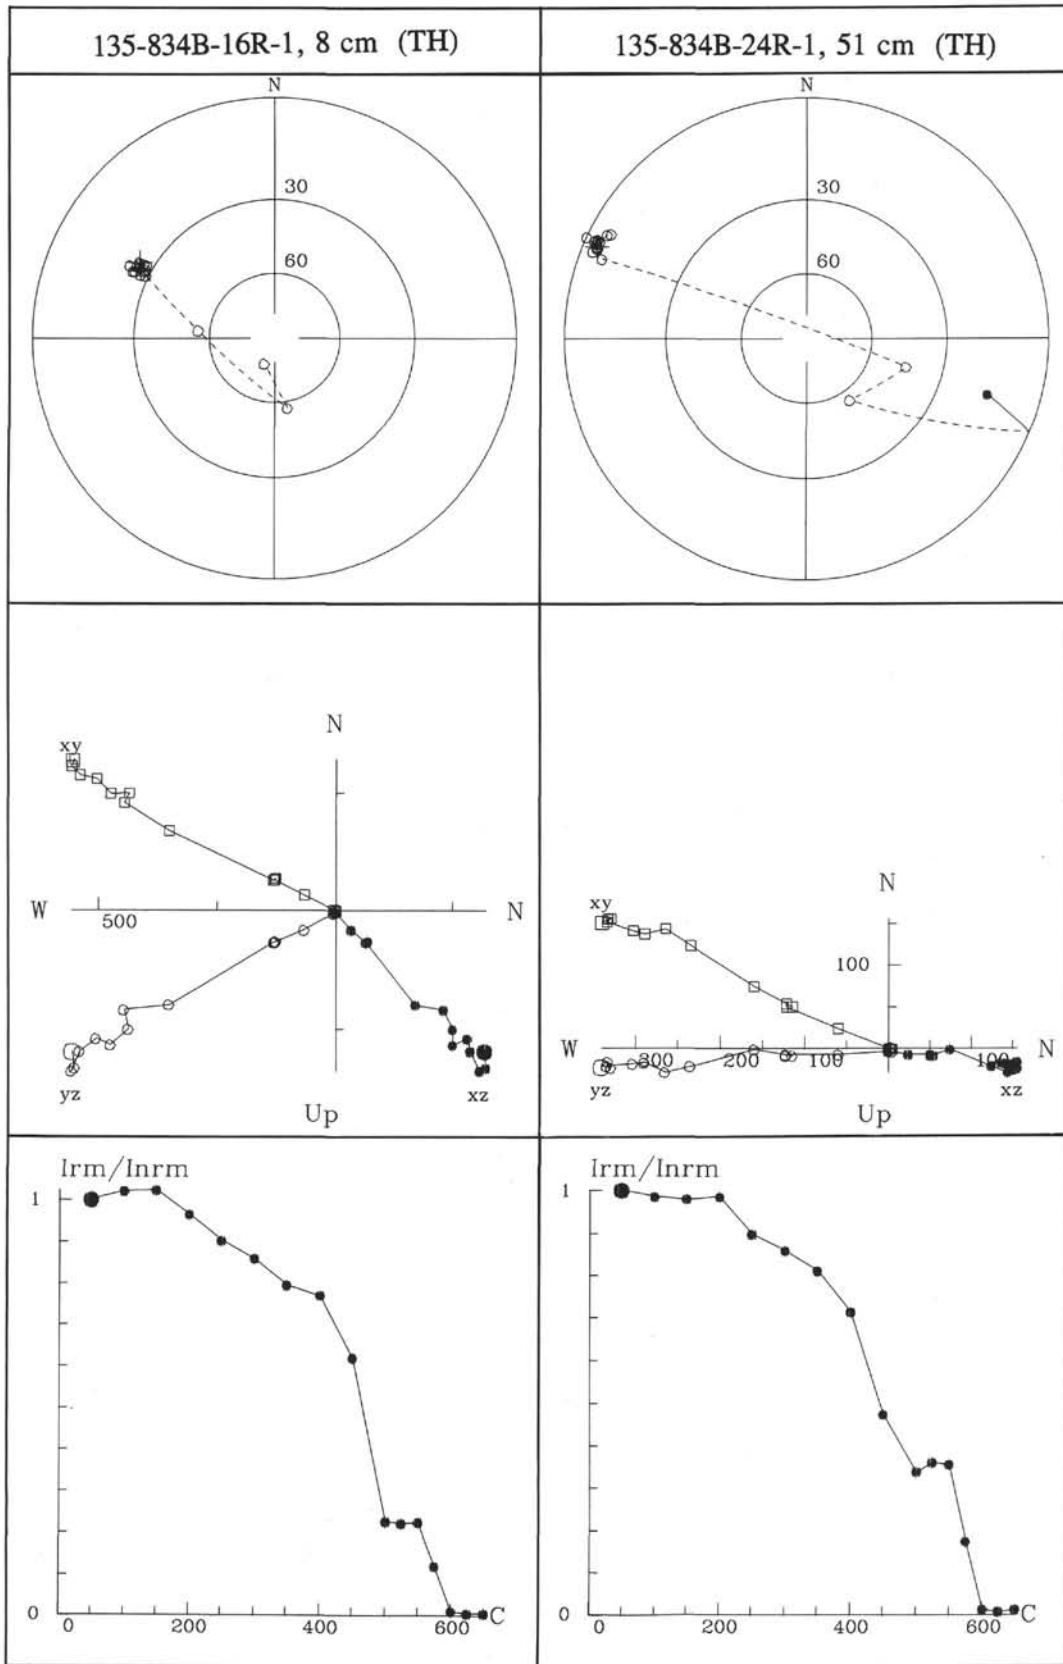 135-834B-16R-1, 8 cm (TH)
135-834B-24R-1, 51 cm (TH)
N
30
60
N
30
60
N
xy
W
500
N
yz
xz
Up
N
xy
100
W
300
200
100
100
N
yz
xz
Up
Irm/Inrm
1
0
0
200
400
600
C
Irm/Inrm
1
0
0
200
400
600
C